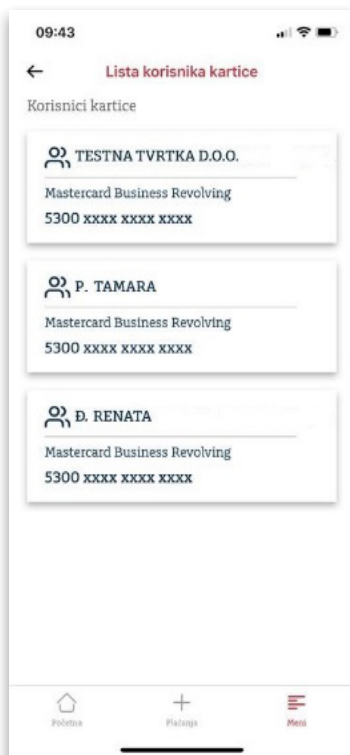 09:43
Lista korisnika kartice
Korisnici kartice
TESTNA TVRTKA D.O.O.
Mastercard Business Revolving
5300 xxxx xxxx xxxx
P. TAMARA
Mastercard Business Revolving
5300 xxxx xxxx xxxx
Đ. RENATA
Mastercard Business Revolving
5300 xxxx xxxx xxxx
Početna
Plaćanja
Meni